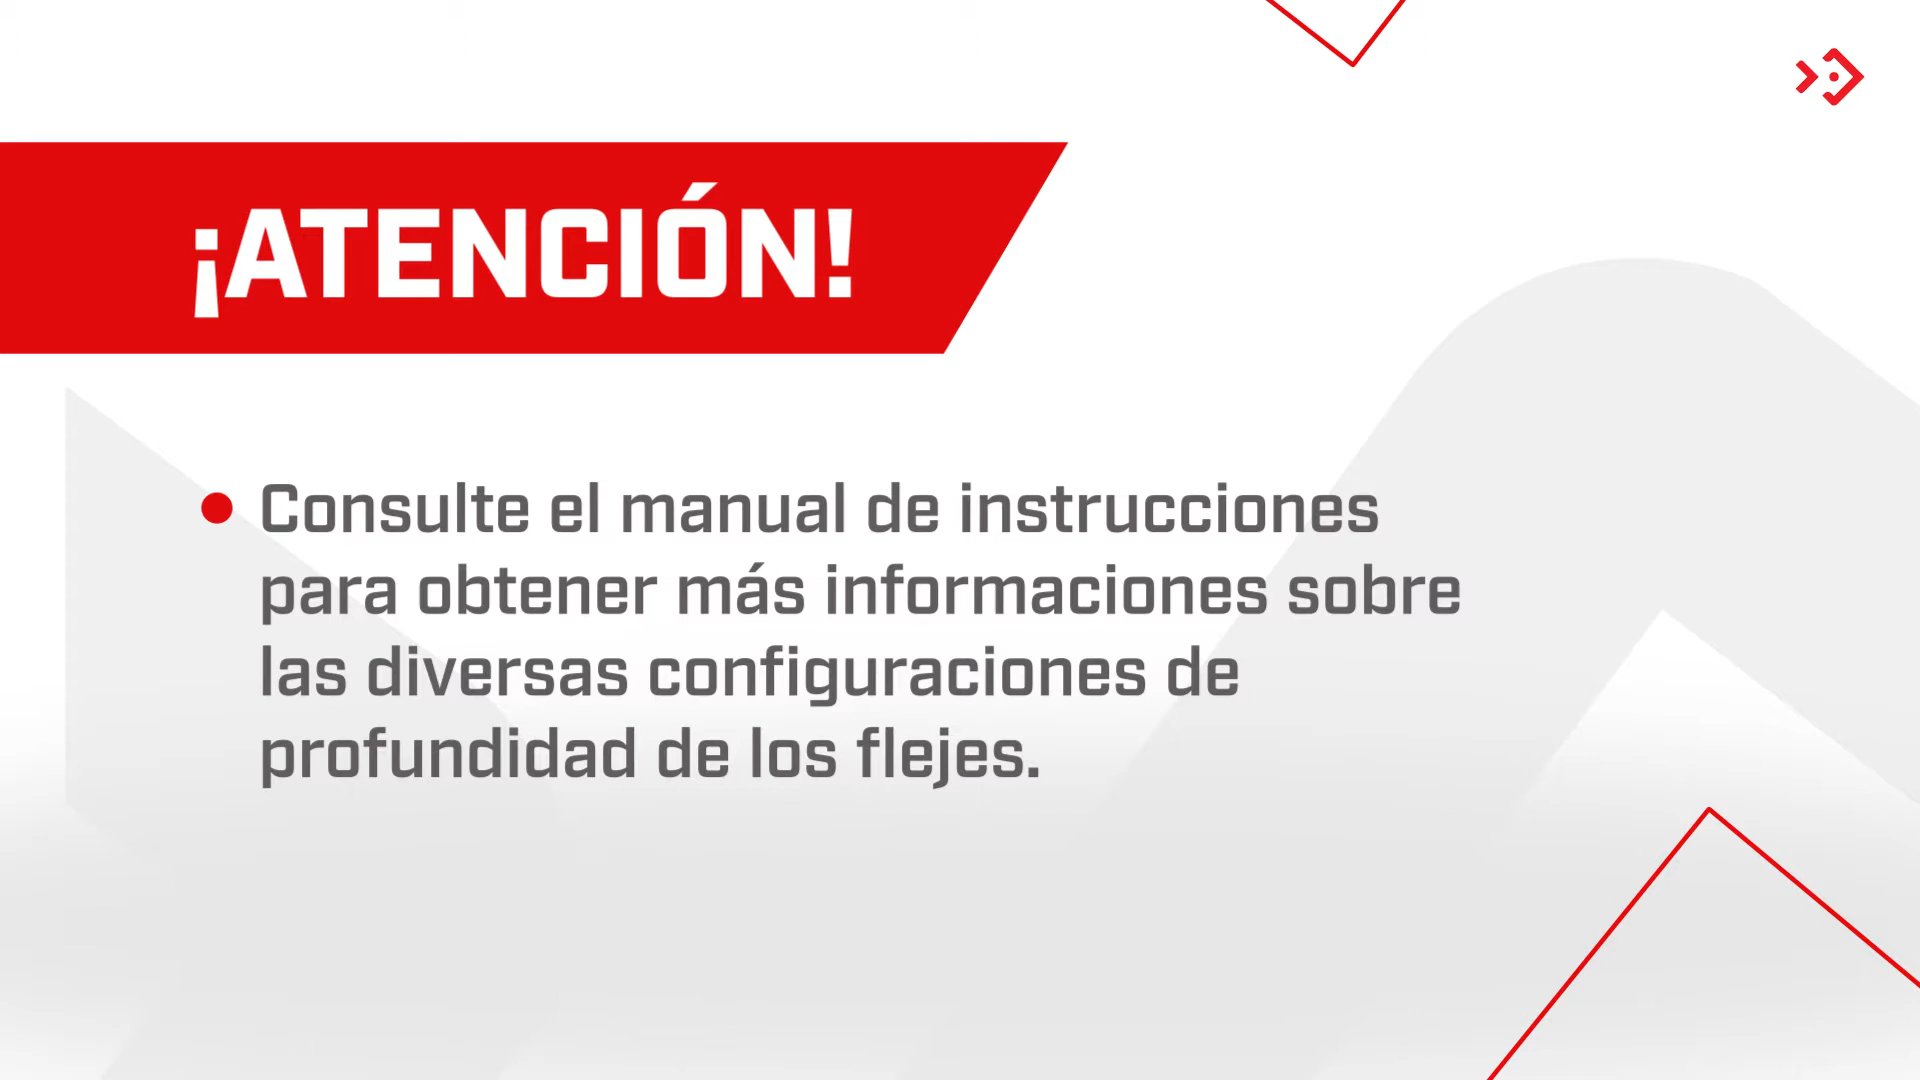 ¡ATENCIÓN!
Consulte el manual de instrucciones
para obtener más informaciones sobre
las diversas configuraciones de
profundidad de los flejes.